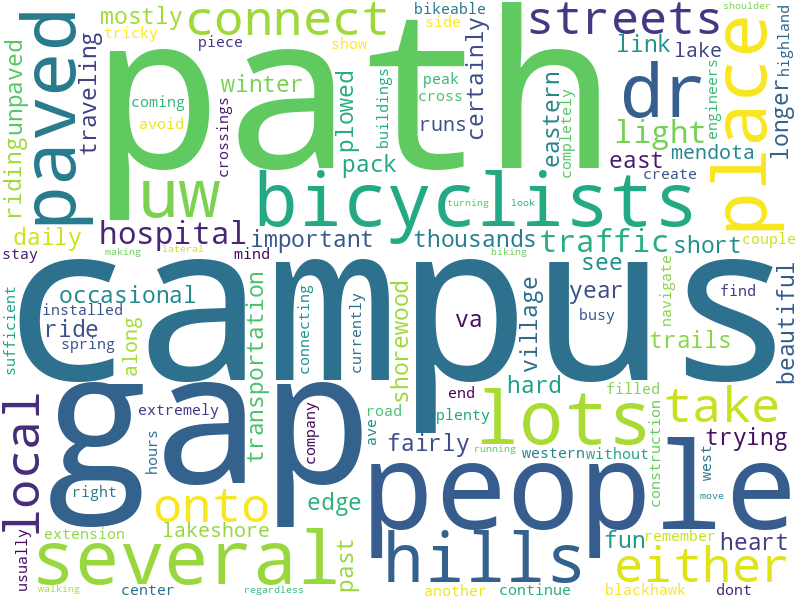 mostly
tricky
connect
bikeable
side
streets
shoulder
piece
show
link
lake
highland
paved
path
dr
place
engineers
longer
unpaved
riding
traveling
coming
avoid
winter
crossings
plowed
buildings
peak
cross
certainly
runs
eastern
completely
light
east
mendota
create
pack
uw
bicyclists
turning
look
daily
hospital
important
thousands
traffic
short
couple
stay
making
lateral
mind
biking
see
campus
occasional
installed
ride
spring
sufficient
along
transportation
connecting
currently
shorewood
va
village
year
busy
find
navigate
trails
beautiful
gap
local
extremely
hours
company
end
road
ave
plenty
hard
filled
lots
take
construction
trying
west
right
fairly
running
western
without
people
move
onto
edge
extension
lakeshore
past
several
hills
fun
remember
heart
either
usually
walking
center
regardless
another
continue
blackhawk
dont